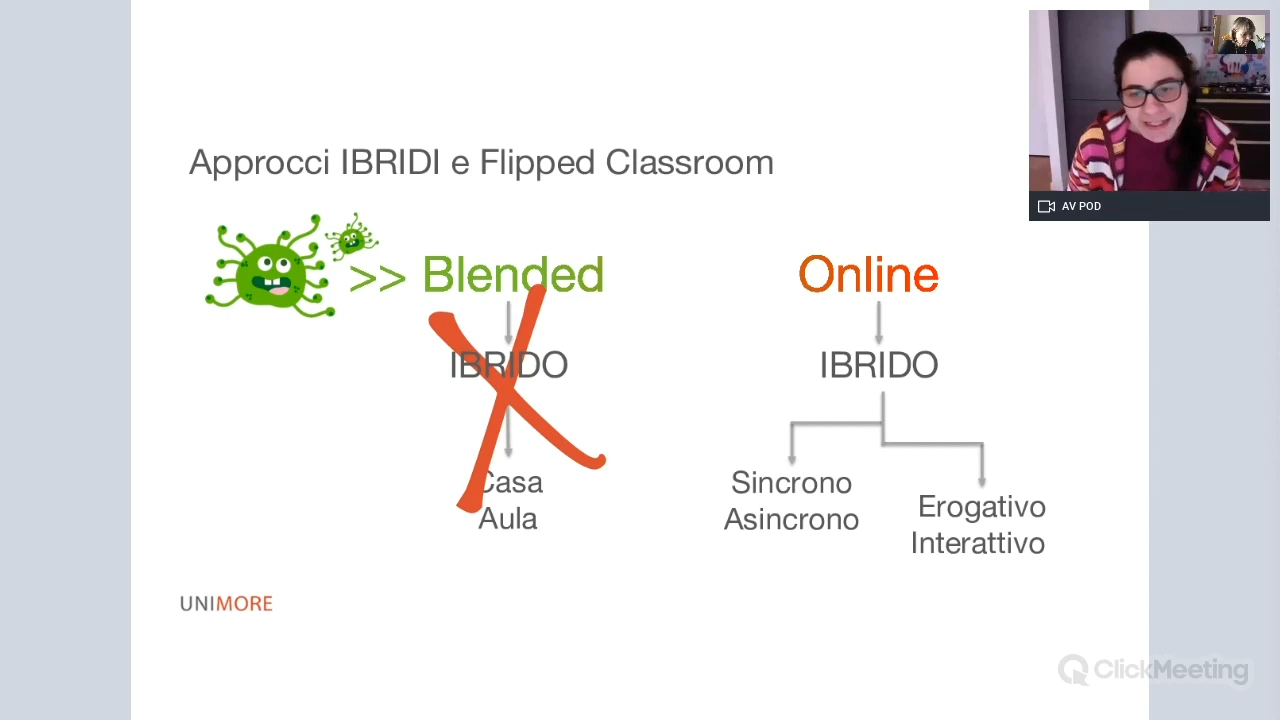 Approcci IBRIDI e Flipped Classroom
>> Blended
IBRIDO
Casa
Aula
Online
IBRIDO
Sincrono
Asincrono
Erogativo
Interattivo
UNIMORE
AV POD
ClickMeeting